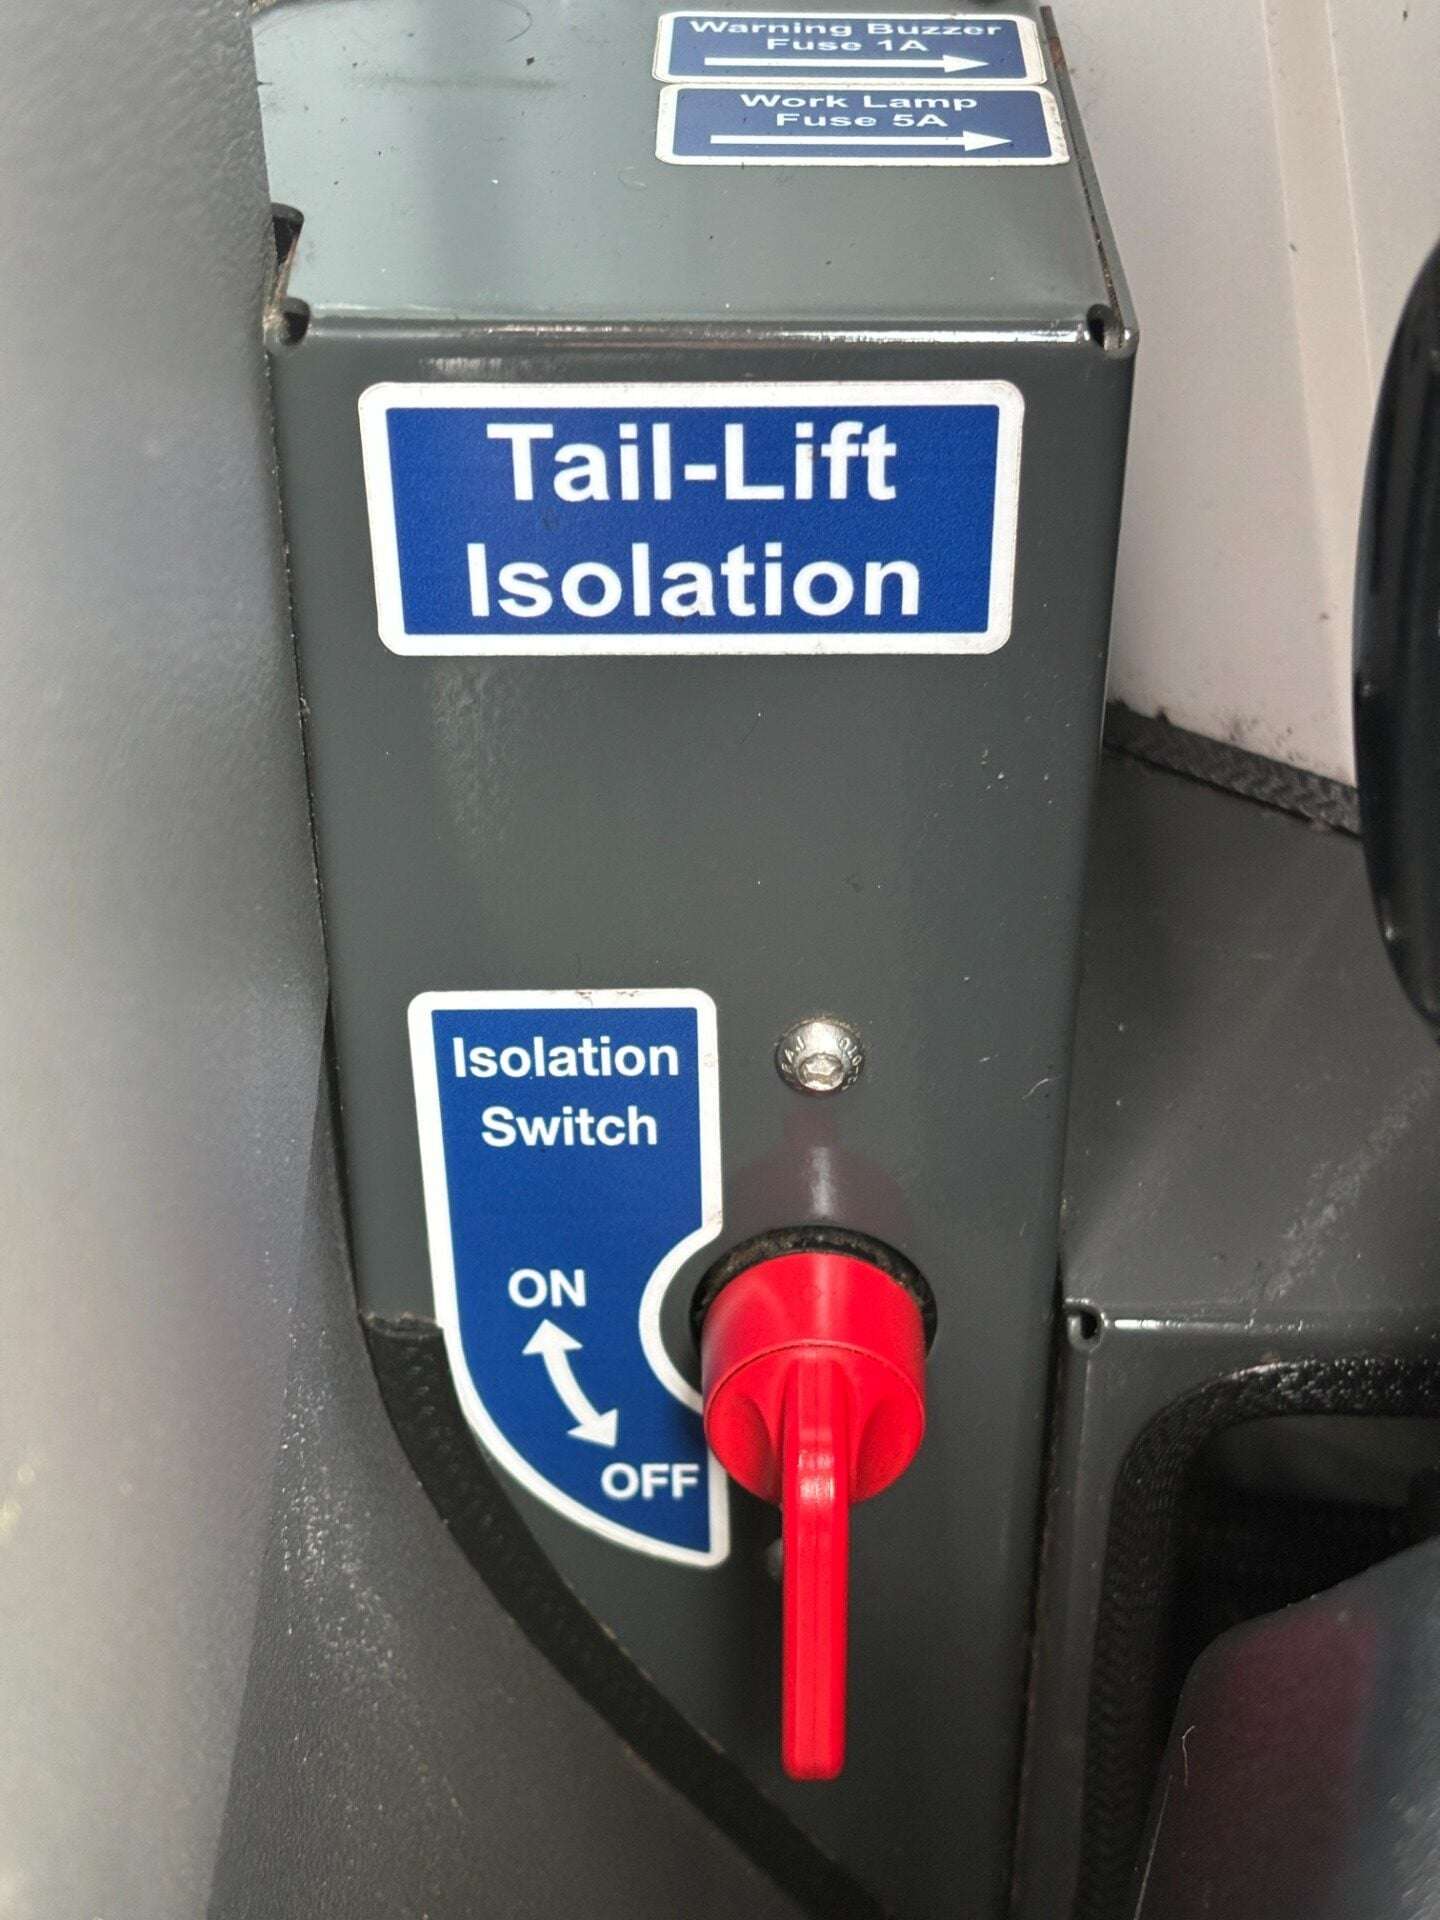 Warning Buzzer
Fuse 1A
Work Lamp
Fuse 5A
Tail-Lift
Isolation
Isolation
Switch
ON
OFF